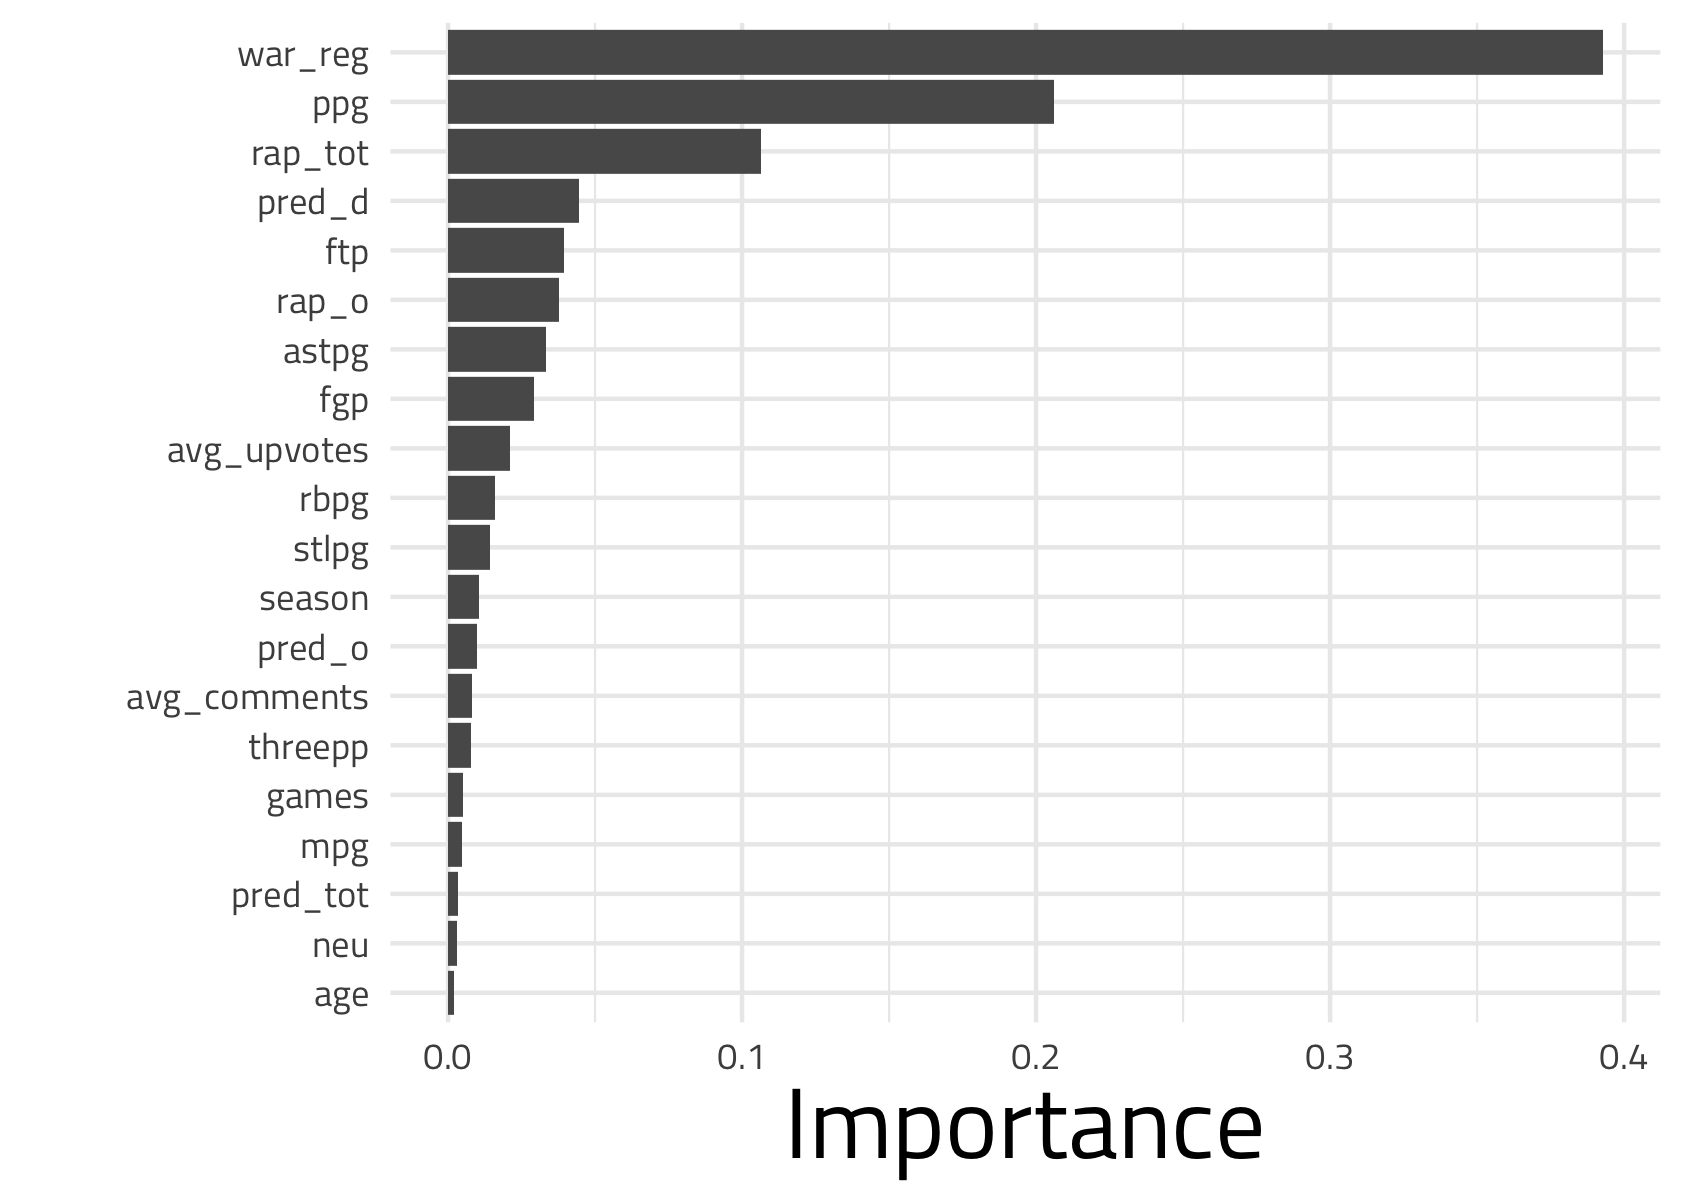 war_reg
ppg
rap_tot
pred_d
ftp
rap_o
astpg
fgp
avg_upvotes
rbpg
stlpg
season
pred_o
avg_comments
threepp
games
mpg
pred_tot
neu
age
0.0 0.1 0.2 0.3 0.4
Importance